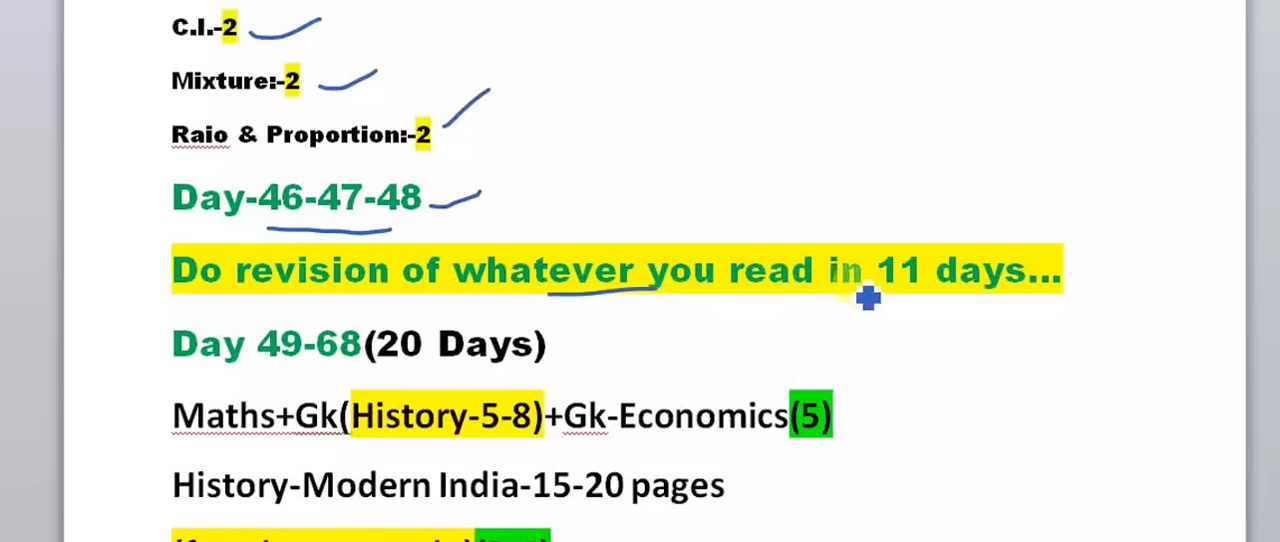 C.I.-2
Mixture:-2
Raio & Proportion:-2
Day-46-47-48
Do revision of whatever you read in 11 days...
Day 49-68(20 Days)
Maths+Gk(History-5-8)+Gk-Economics(5)
History-Modern India-15-20 pages